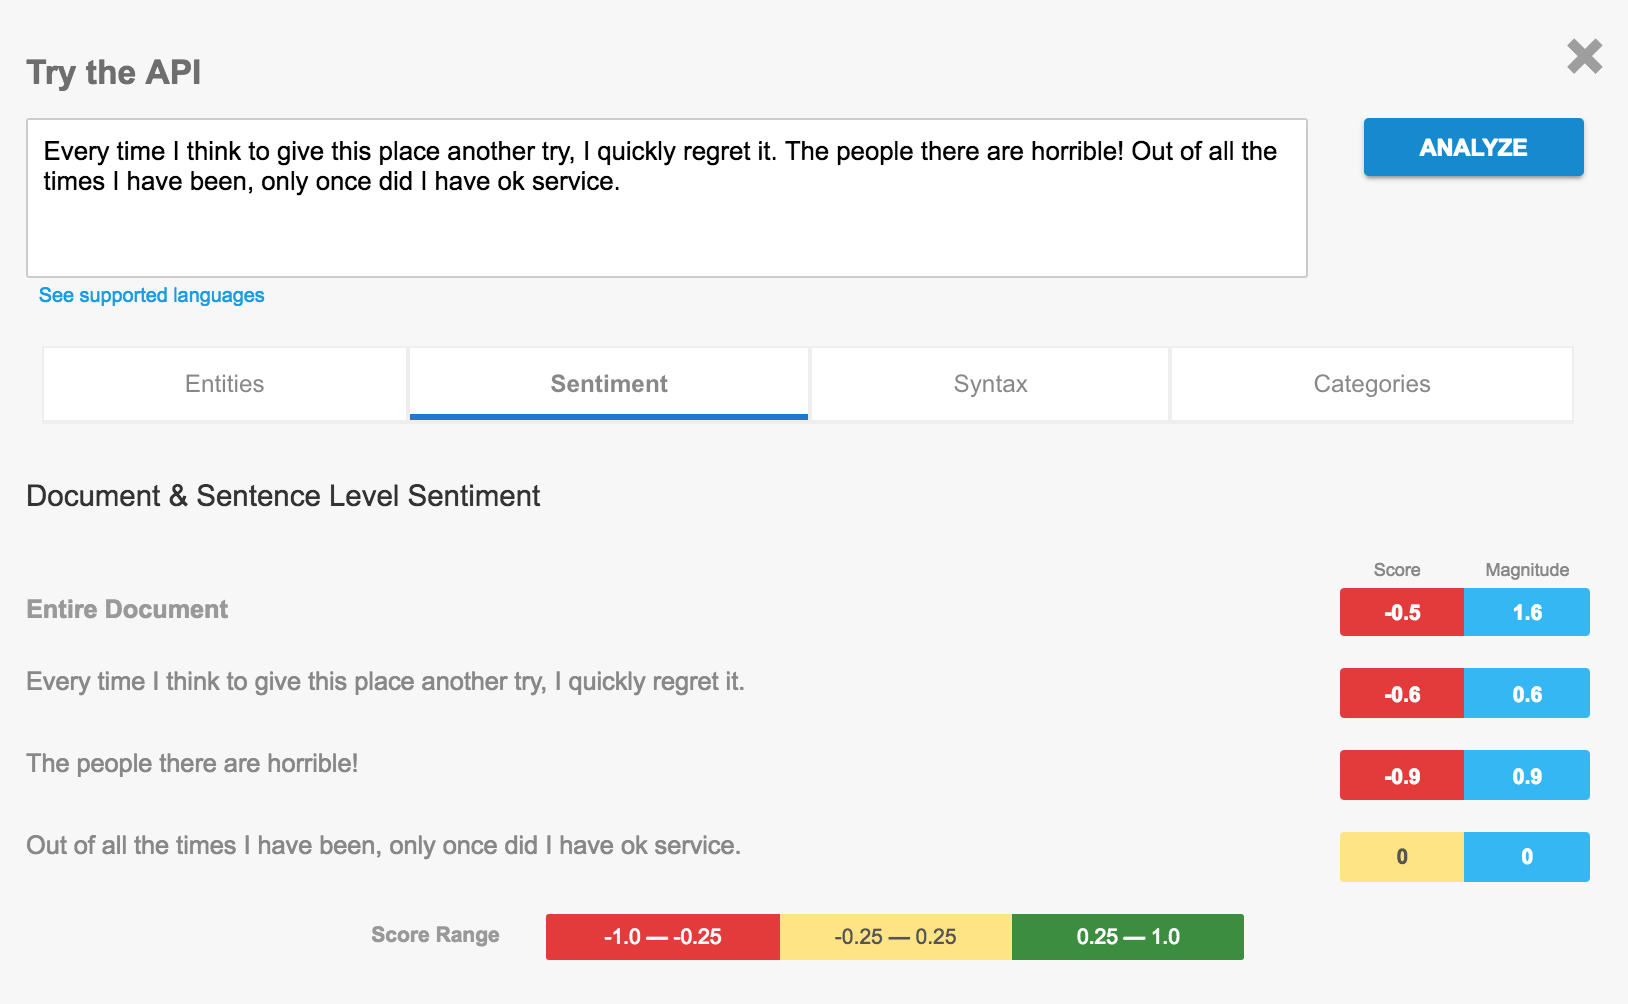 Try the API
Every time I think to give this place another try, I quickly regret it. The people there are horrible! Out of all the
times I have been, only once did I have ok service.
ANALYZE
See supported languages
Entities
Sentiment
Syntax
Categories
Document & Sentence Level Sentiment
Score Magnitude
Entire Document -0.5 1.6
Every time I think to give this place another try, I quickly regret it. -0.6 0.6
The people there are horrible! -0.9 0.9
Out of all the times I have been, only once did I have ok service. 0 0
Score Range -1.0 — -0.25 -0.25 — 0.25 0.25 — 1.0